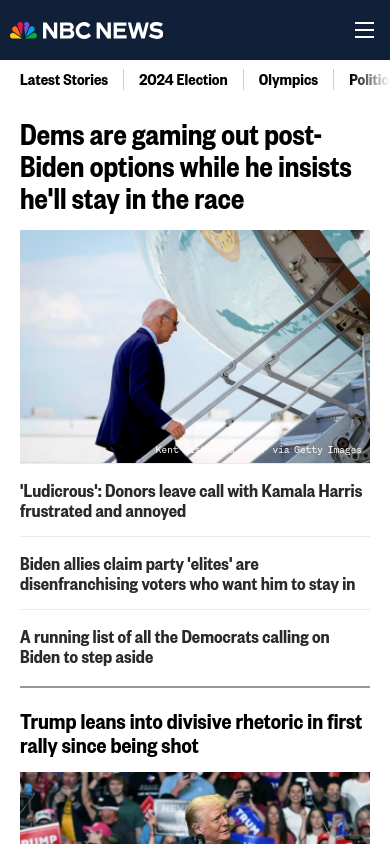 NBC NEWS
Latest Stories
2024 Election
Olympics
Politic
Dems are gaming out post-
Biden options while he insists
he'll stay in the race
Kent via Getty Images
'Ludicrous': Donors leave call with Kamala Harris
frustrated and annoyed
Biden allies claim party 'elites' are
disenfranchising voters who want him to stay in
A running list of all the Democrats calling on
Biden to step aside
Trump leans into divisive rhetoric in first
rally since being shot
TRUMP
TRUMP